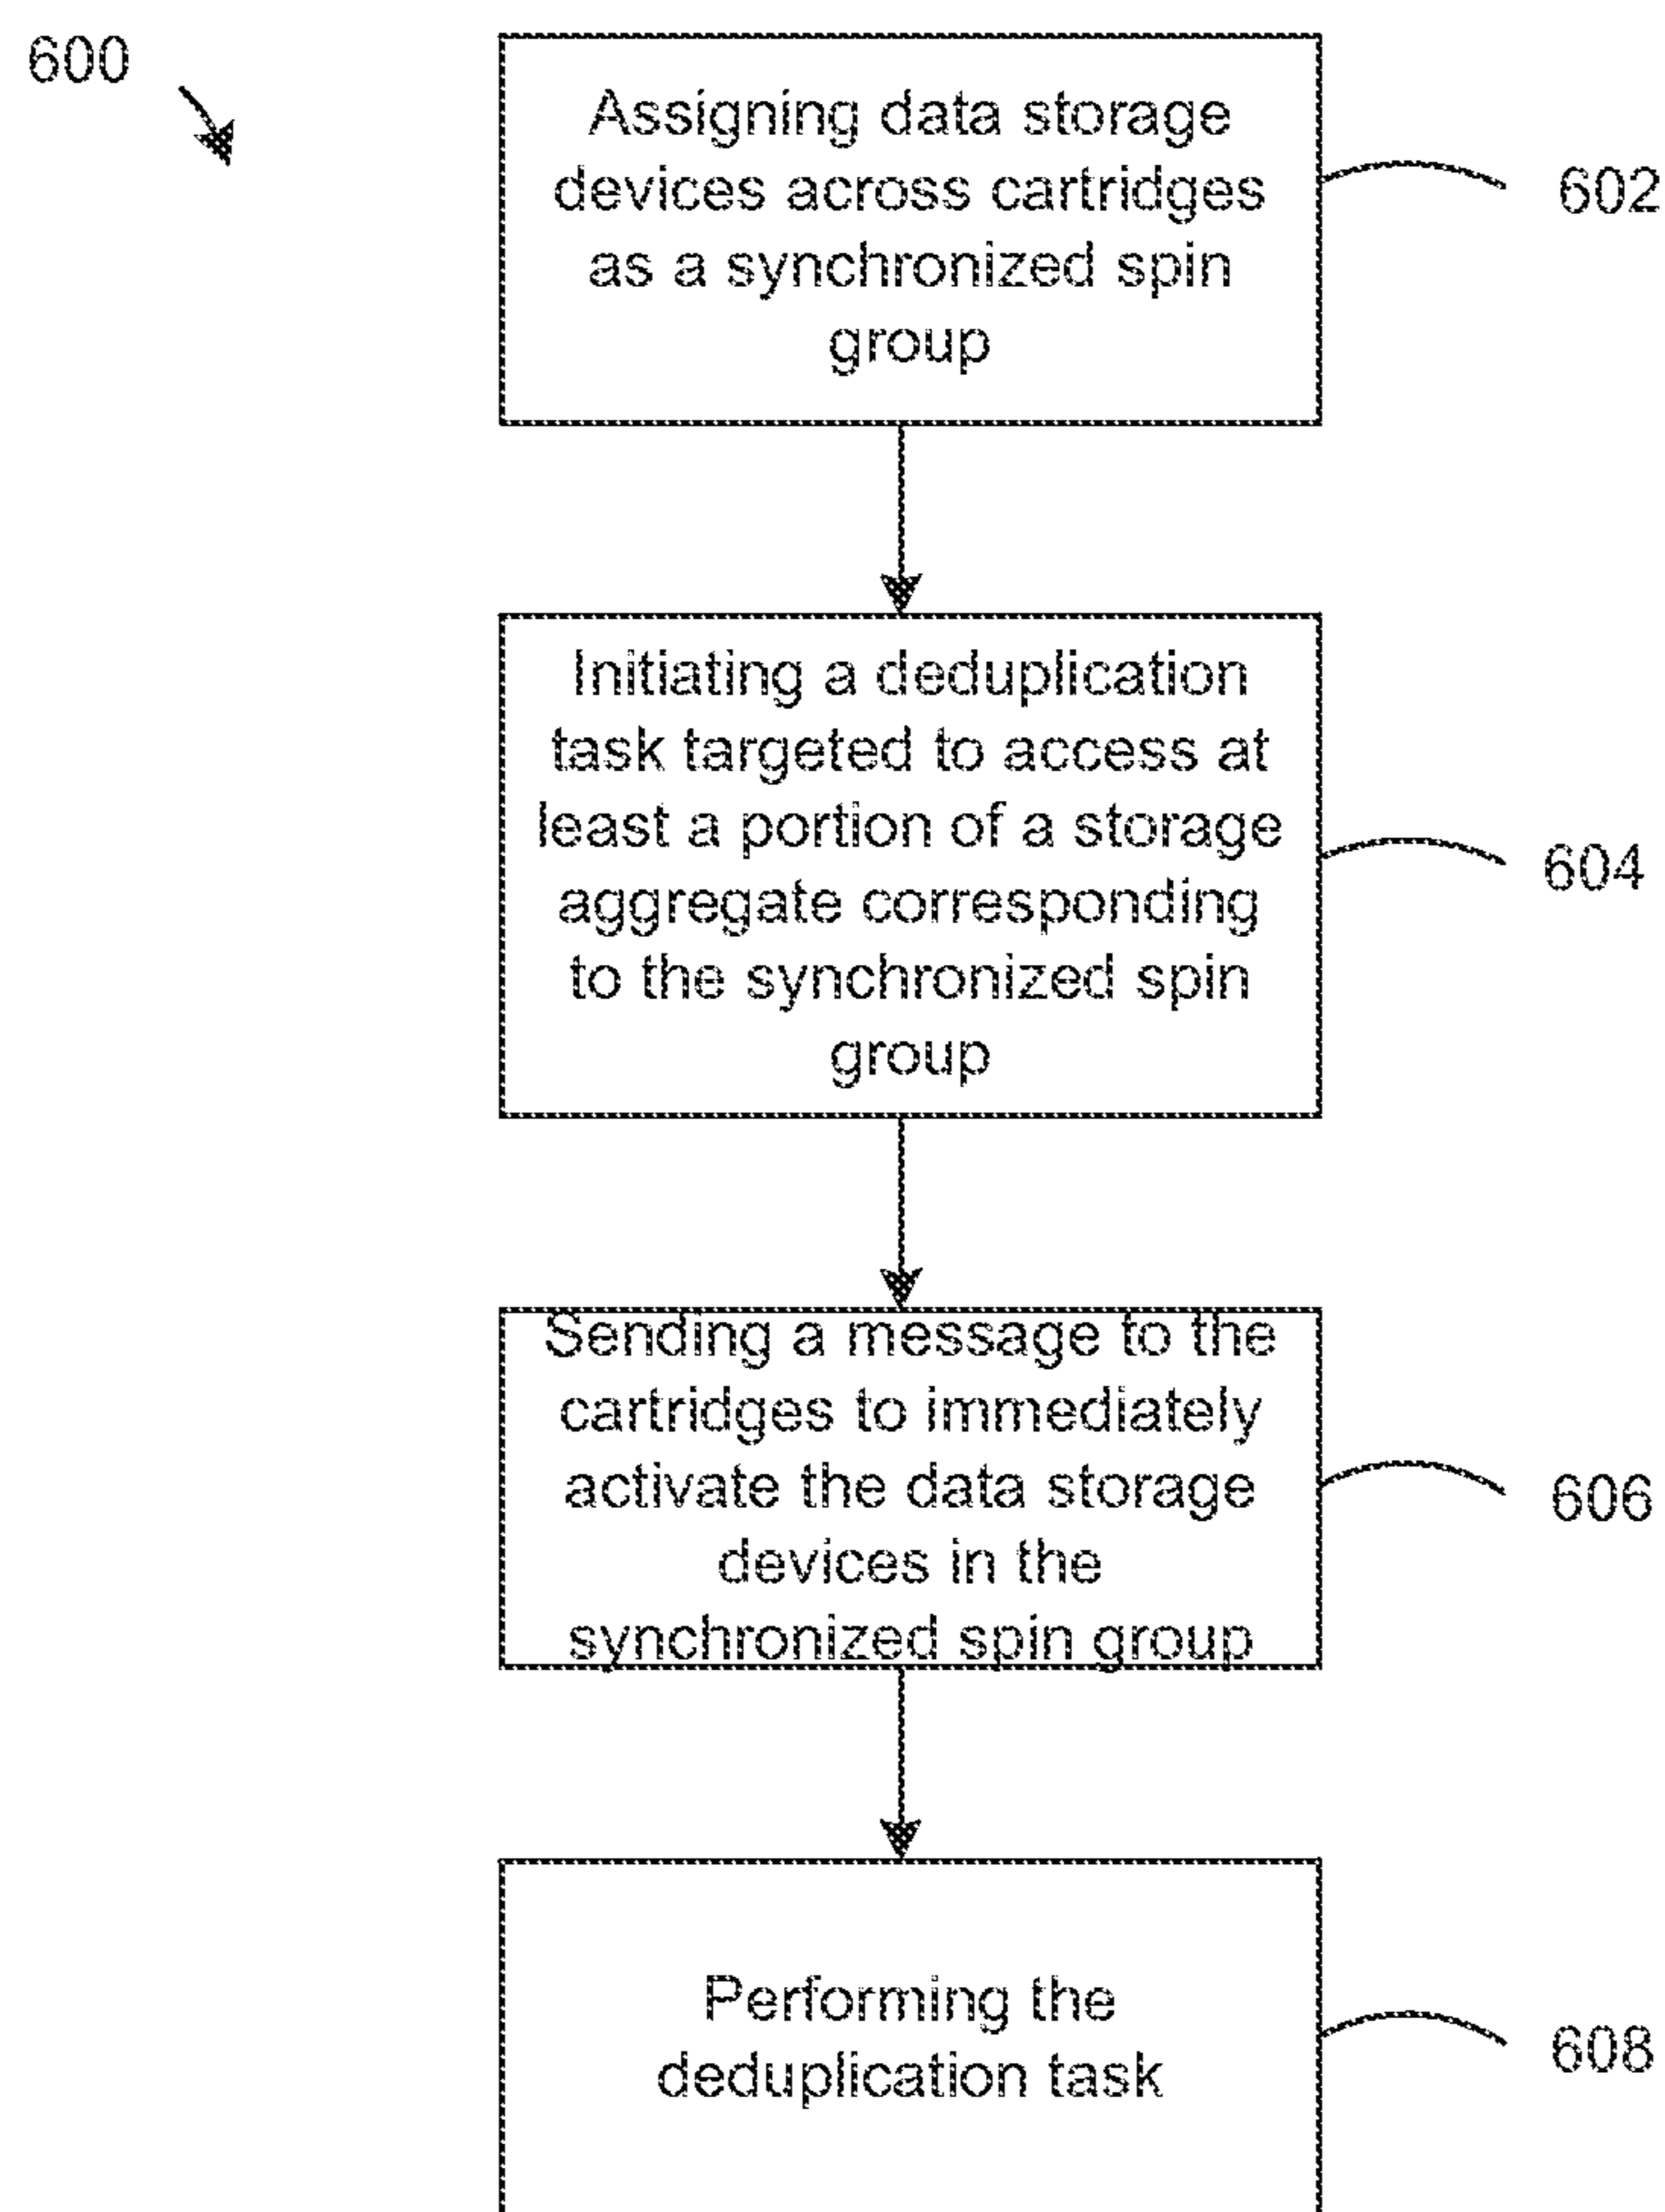 600
Assigning data storage
devices across cartridges
as a synchronized spin
group
602
Initiating a deduplication
task targeted to access at
least a portion of a storage
aggregate corresponding
to the synchronized spin
group
604
Sending a message to the
cartridges to immediately
activate the data storage
devices in the
synchronized spin group
606
Performing the
deduplication task
608